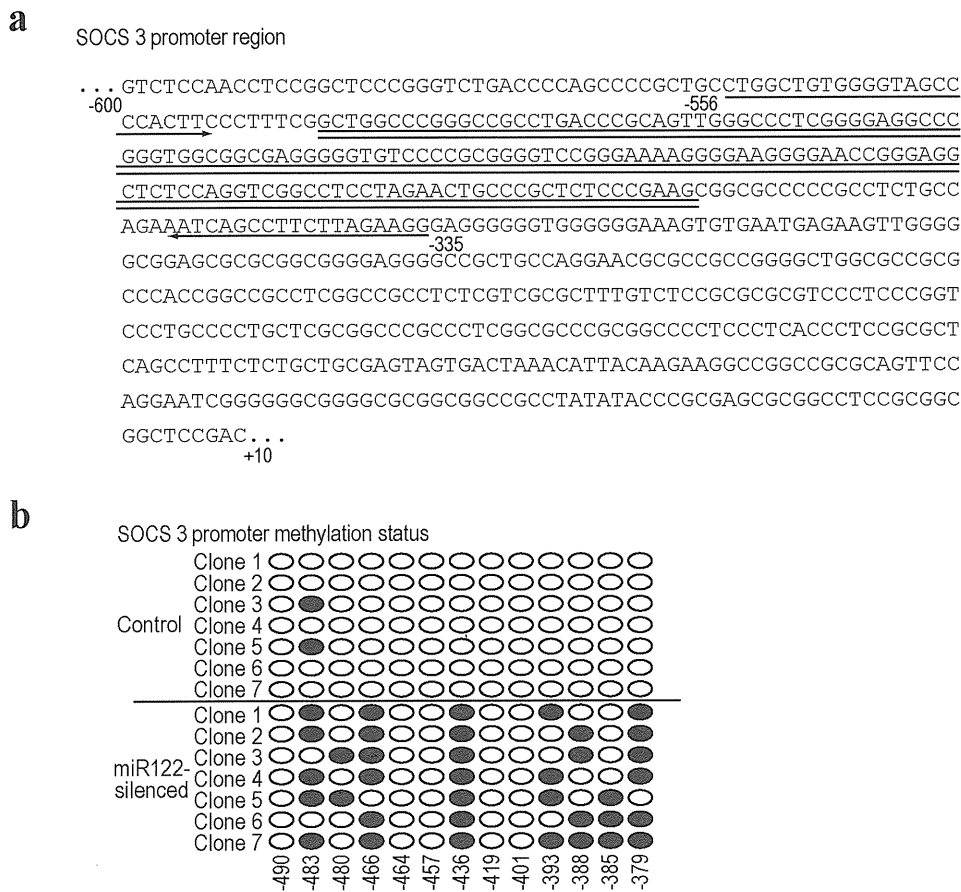 a
SOCS 3 promoter region
...GTCTCCAACCTCCGGCTCCCGGGTCTGACCCCAGCCCCGCTGCCTGGCTGTGGGGTAGCC
-600
-556
CCACTTCCCTTTCGGCTGGCCCGGGCCGCCTGACCCGCAGTTGGGCCCTCGGGGAGGCCC
GGGTGGCGGCGAGGGGGTGTCCCCGCGGGGTCCGGGAAAAGGGGAAGGGGAACCGGGAGG
CTCTCCAGGTCGGCCTCCTAGAACTGCCCGCTCTCCCGAAGCGGCGCCCCCGCCTCTGCC
AGAAATCAGCCTTCTTAGAAGGGAGGGGGGTGGGGGGAAAGTGTGAATGAGAAGTTGGGG
-335
GCGGAGCGCGCGGCGGGGAGGGGGCCGCTGCCAGGAACGCGCCGCCGGGGCTGGCGCCGCG
CCCACCGGCCGCCTCGGCCGCCTCTCGTCGCGCTTTGTCTCCGCGCGCGTCCCTCCCGGT
CCCTGCCCCTGCTCGCGGCCCGCCCTCGGCGCCCGCGGCCCCTCCCTCACCCTCCGCGCT
CAGCCTTTCTCTGCTGCGAGTAGTGACTAAACATTACAAGAAGGCCGGCCGCGCAGTTCC
AGGAATCGGGGGGCGGGGCGCGGCGGCCGCCTATATACCCGCGAGCGCGGCCTCCGCGGC
GGCTCCGAC...
+10
b
SOCS 3 promoter methylation status
Control
Clone 1
Clone 2
Clone 3
Clone 4
Clone 5
Clone 6
Clone 7
miR122-
silenced
Clone 1
Clone 2
Clone 3
Clone 4
Clone 5
Clone 6
Clone 7
-490 -483 -480 -466 -464 -457 -436 -419 -401 -393 -388 -385 -379